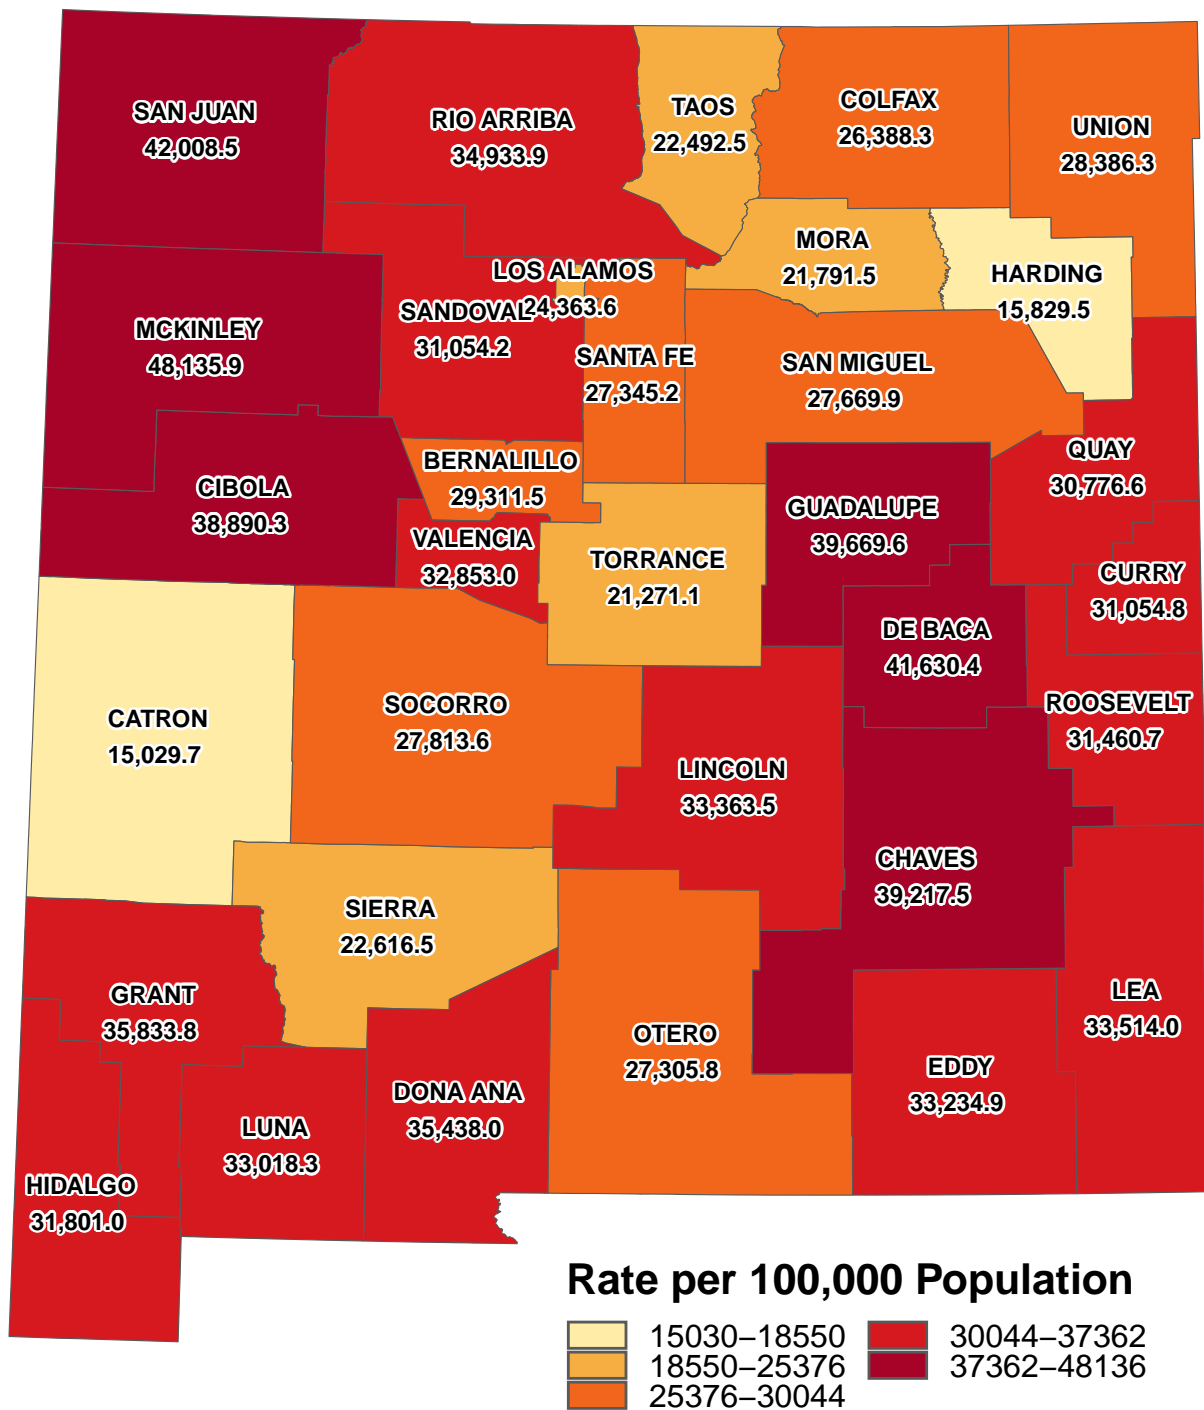 SAN JUAN
42,008.5
RIO ARRIBA
34,933.9
TAOS
22,492.5
COLFAX
26,388.3
UNION
28,386.3
MORA
21,791.5
HARDING
15,829.5
LOS ALAMOS
24,363.6
SANDOVAL
31,054.2
MCKINLEY
48,135.9
SANTA FE
27,345.2
SAN MIGUEL
27,669.9
QUAY
30,776.6
BERNALILLO
29,311.5
CIBOLA
38,890.3
GUADALUPE
39,669.6
VALENCIA
32,853.0
TORRANCE
21,271.1
CURRY
31,054.8
DE BACA
41,630.4
ROOSEVELT
31,460.7
CATRON
15,029.7
SOCORRO
27,813.6
LINCOLN
33,363.5
CHAVES
39,217.5
SIERRA
22,616.5
GRANT
35,833.8
LEA
33,514.0
OTERO
27,305.8
EDDY
33,234.9
DONA ANA
35,438.0
LUNA
33,018.3
HIDALGO
31,801.0
Rate per 100,000 Population
15030–18550
18550–25376
25376–30044
30044–37362
37362–48136